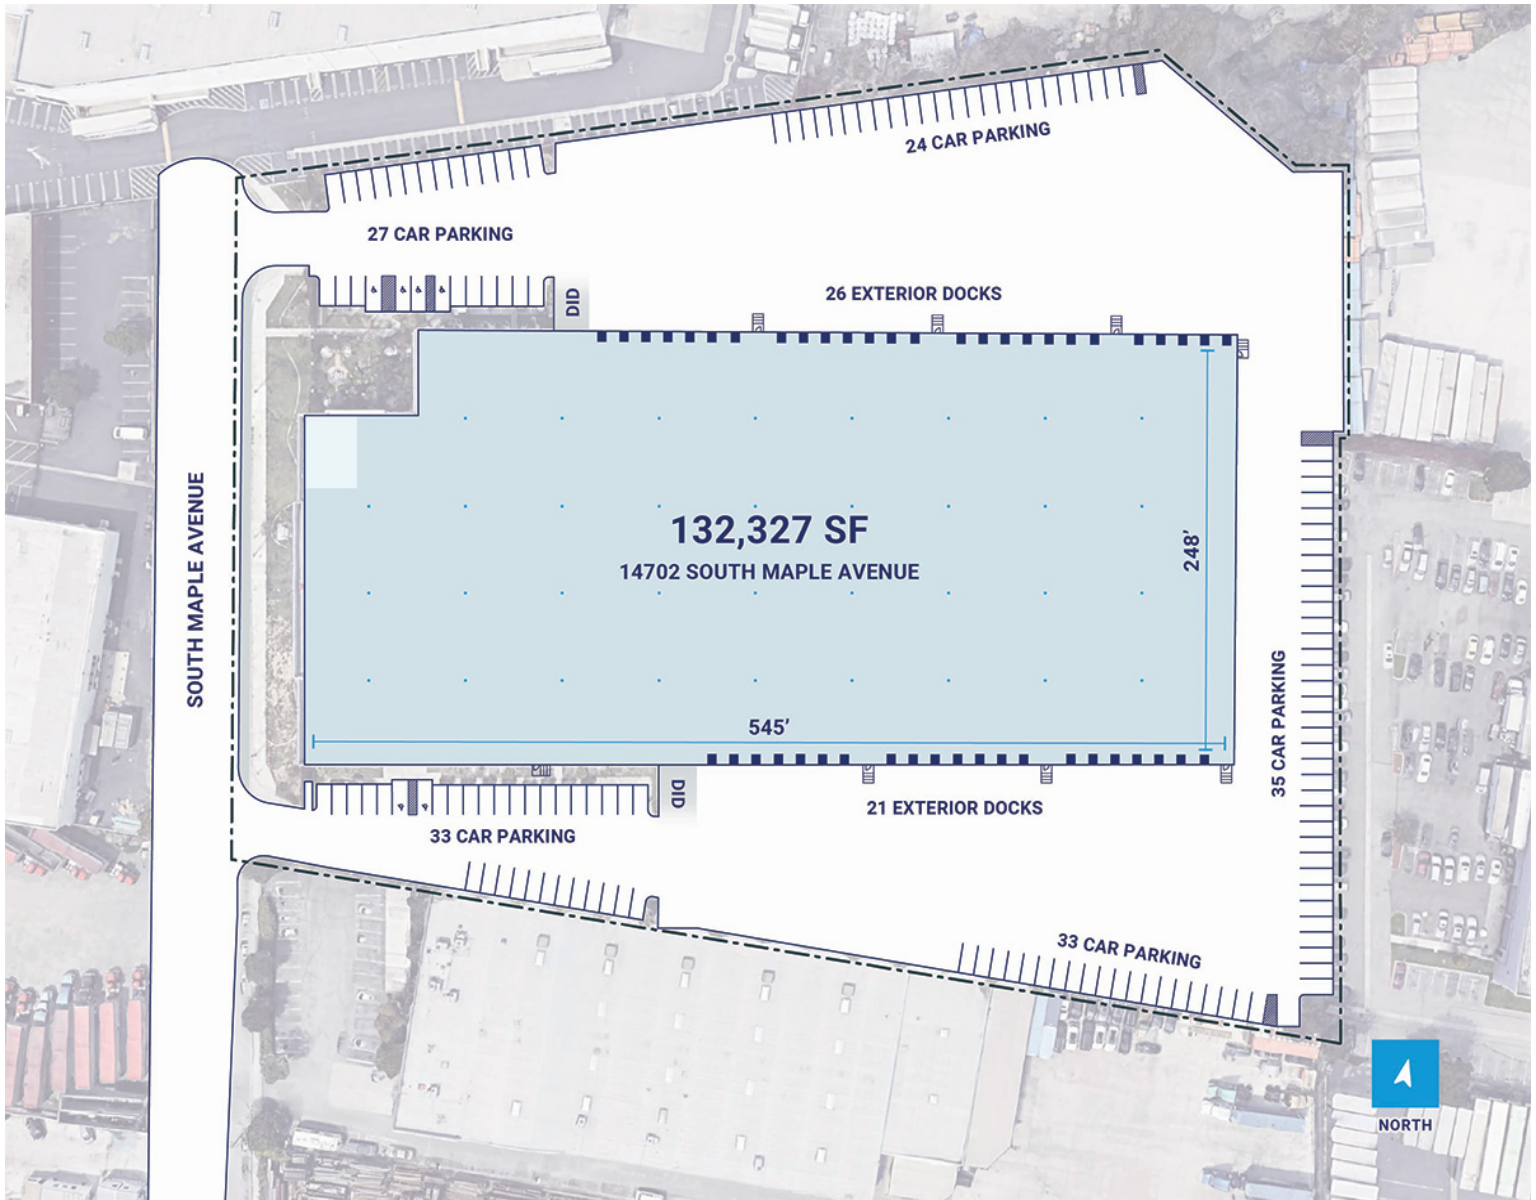 24 CAR PARKING
27 CAR PARKING
DID
26 EXTERIOR DOCKS
SOUTH MAPLE AVENUE
132,327 SF
14702 SOUTH MAPLE AVENUE
248’
545’
35 CAR PARKING
DID
21 EXTERIOR DOCKS
33 CAR PARKING
33 CAR PARKING
NORTH